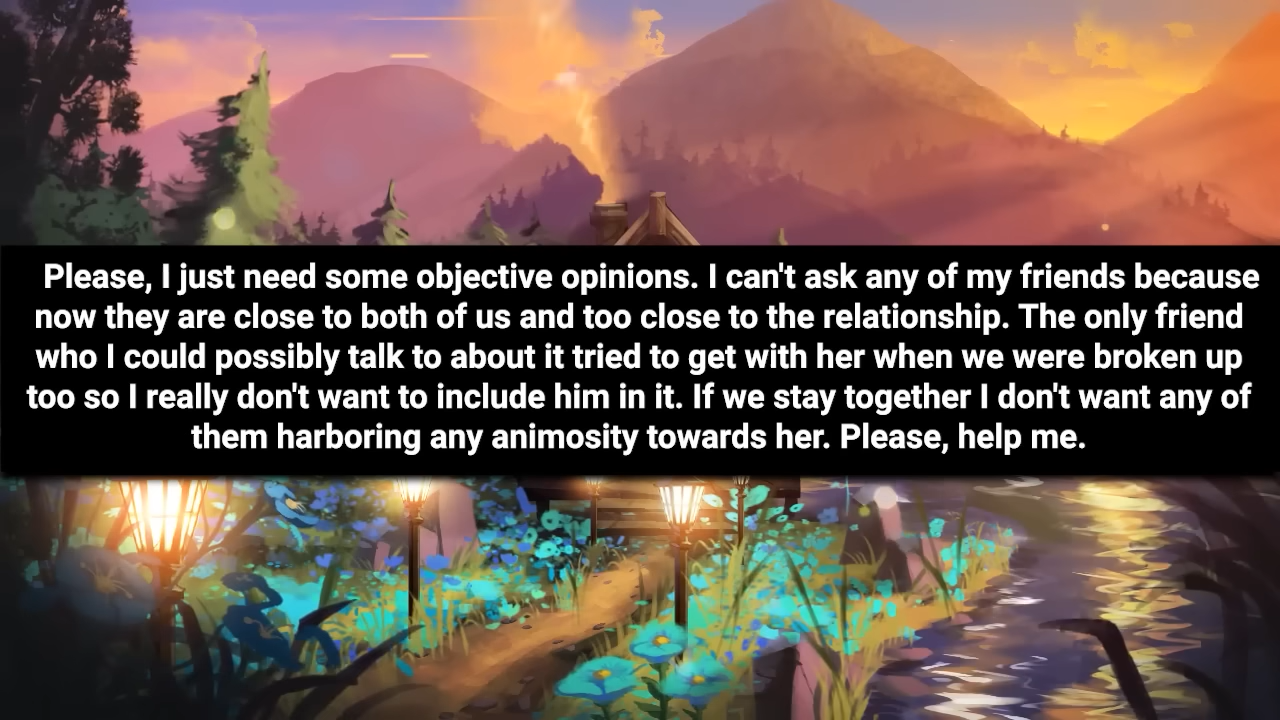 Please, I just need some objective opinions. I can't ask any of my friends because
now they are close to both of us and too close to the relationship. The only friend
who I could possibly talk to about it tried to get with her when we were broken up
too so I really don't want to include him in it. If we stay together I don't want any of
them harboring any animosity towards her. Please, help me.